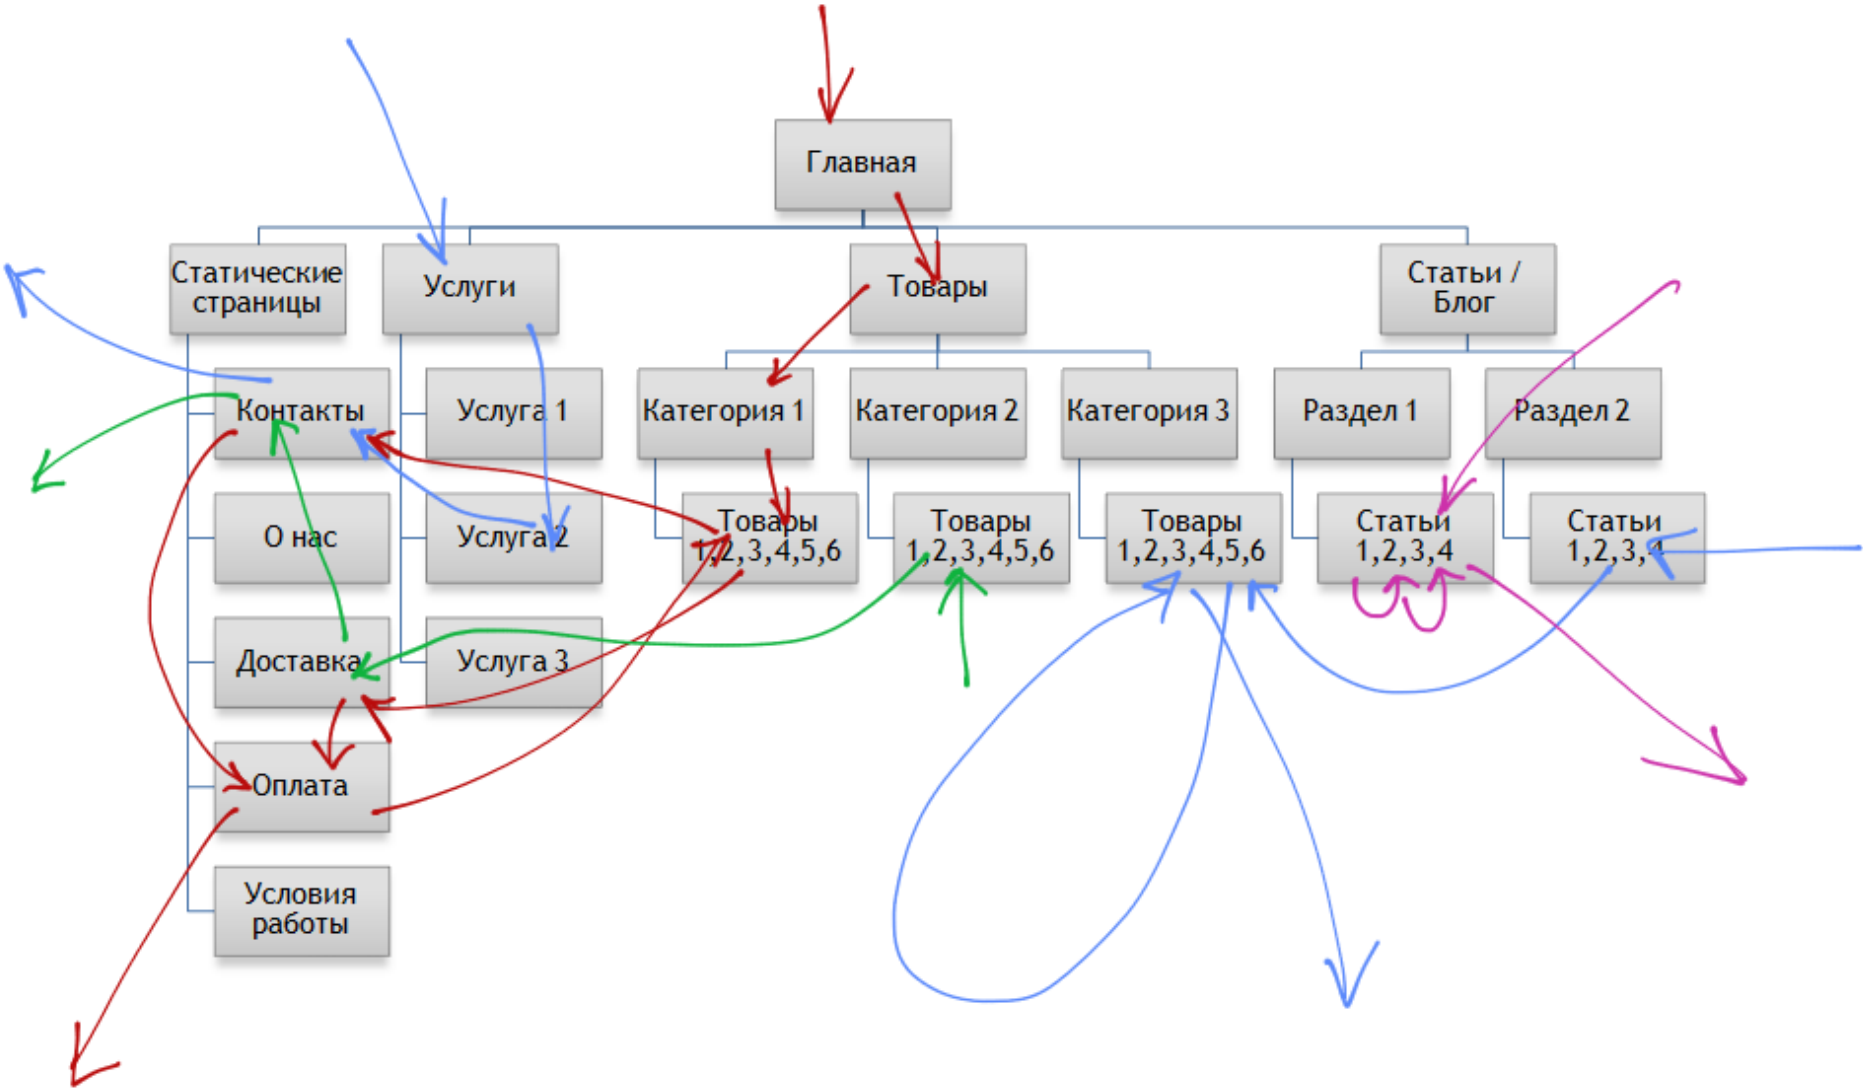 Главная
Статические
страницы
Услуги
Товары
Статьи /
Блог
Контакты
Услуга 1
Категория 1
Категория 2
Категория 3
Раздел 1
Раздел 2
О нас
Услуга 2
Товары
1,2,3,4,5,6
Товары
1,2,3,4,5,6
Товары
1,2,3,4,5,6
Статьи
1,2,3,4
Статьи
1,2,3,4
Доставка
Услуга 3
Оплата
Условия
работы